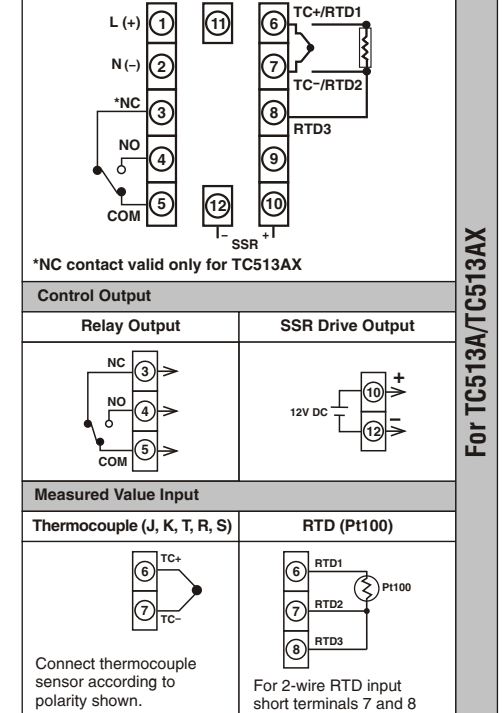 L (+) 1 11 6 TC+/RTD1
N (–) 2 7 TC–/RTD2
*NC 3 8 RTD3
NO 4 9
COM 5 12 10
– SSR +
*NC contact valid only for TC513AX
For TC513A/TC513AX
Control Output
Relay Output
SSR Drive Output
NC 3
NO 4
COM 5
12V DC
10 +
12 –
Measured Value Input
Thermocouple (J, K, T, R, S)
RTD (Pt100)
6 TC+
7 TC–
Connect thermocouple
sensor according to
polarity shown.
6 RTD1
Pt100
7 RTD2
8 RTD3
For 2-wire RTD input
short terminals 7 and 8